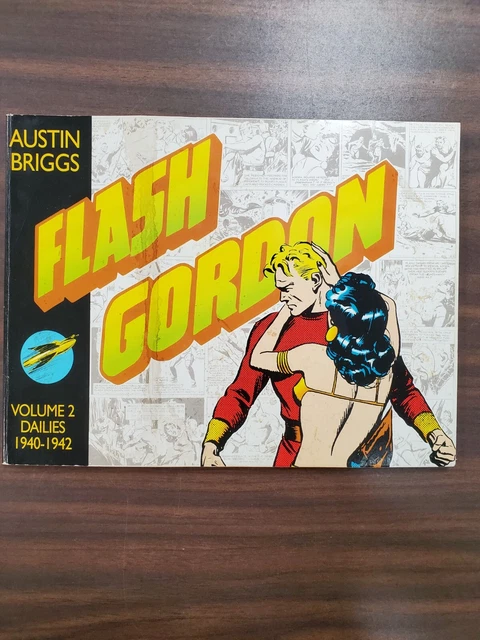 AUSTIN
BRIGGS
FLASH
GORDON
VOLUME 2
DAILIES
1940-1942